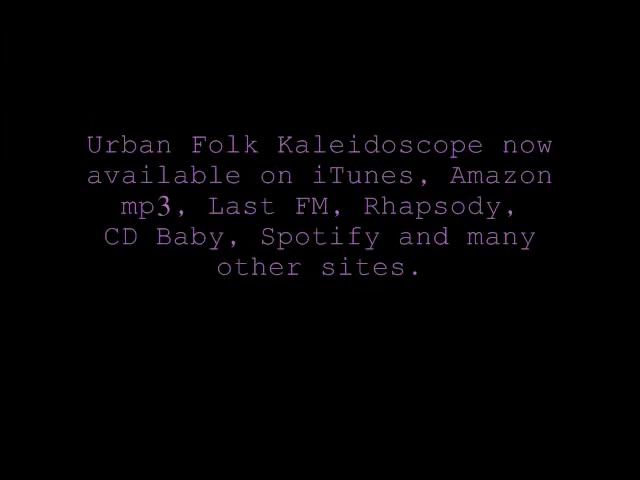 Urban Folk Kaleidoscope now
available on iTunes, Amazon
mp3, Last FM, Rhapsody,
CD Baby, Spotify and many
other sites.